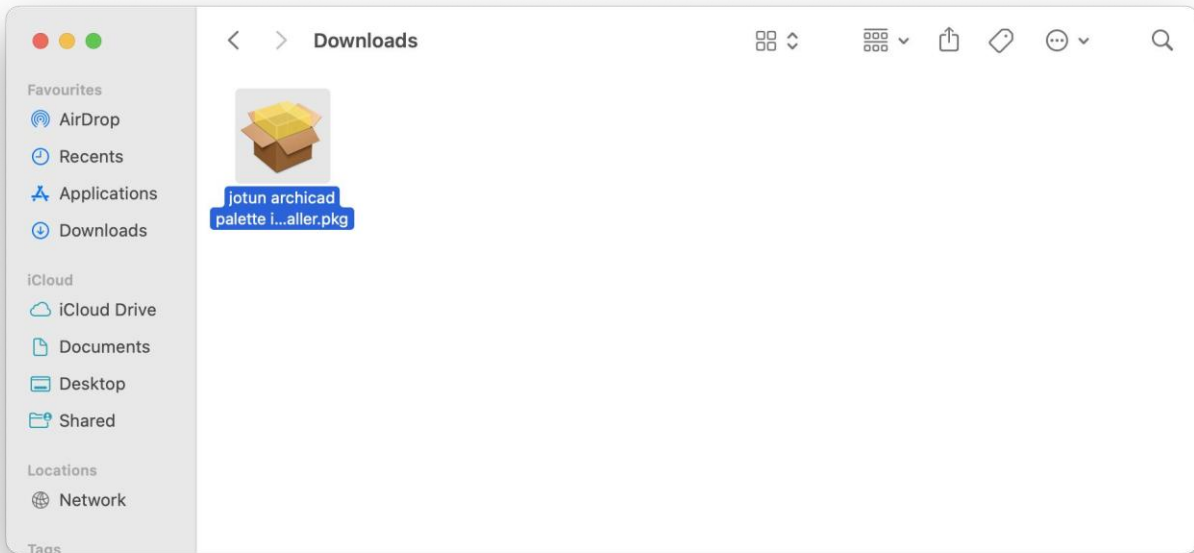 Downloads
Favourites
AirDrop
Recents
Applications
Downloads
iCloud
iCloud Drive
Documents
Desktop
Shared
Locations
Network
Tags
jotun archicad
palette i...aller.pkg